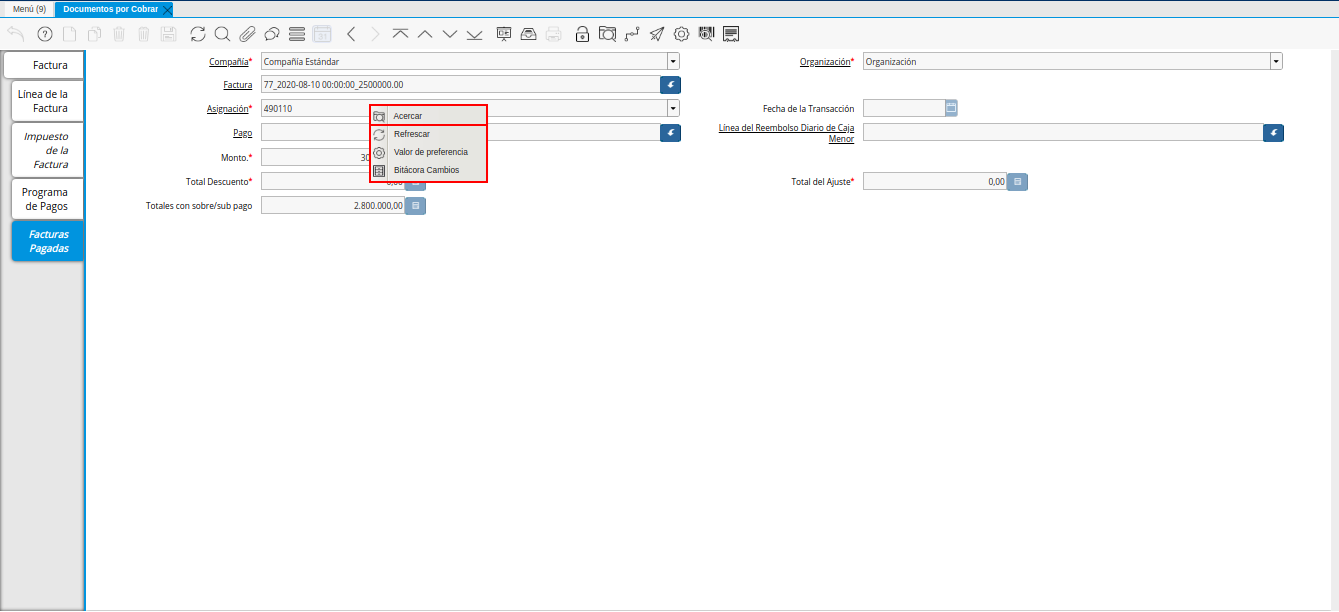 Menú (9)
Documentos por Cobrar
Factura
Línea de la
Factura
Impuesto
de la
Factura
Programa
de Pagos
Facturas
Pagadas
Compañía*
Compañía Estándar
Organización*
Organización
Factura
77_2020-08-10 00:00:00_2500000.00
Asignación*
490110
Fecha de la Transacción
Pago
Línea del Reembolso Diario de Caja
Menor
Monto.*
30
Total Descuento*
Total del Ajuste*
0,00
Totales con sobre/sub pago
2.800.000,00
Acercar
Refrescar
Valor de preferencia
Bitácora Cambios